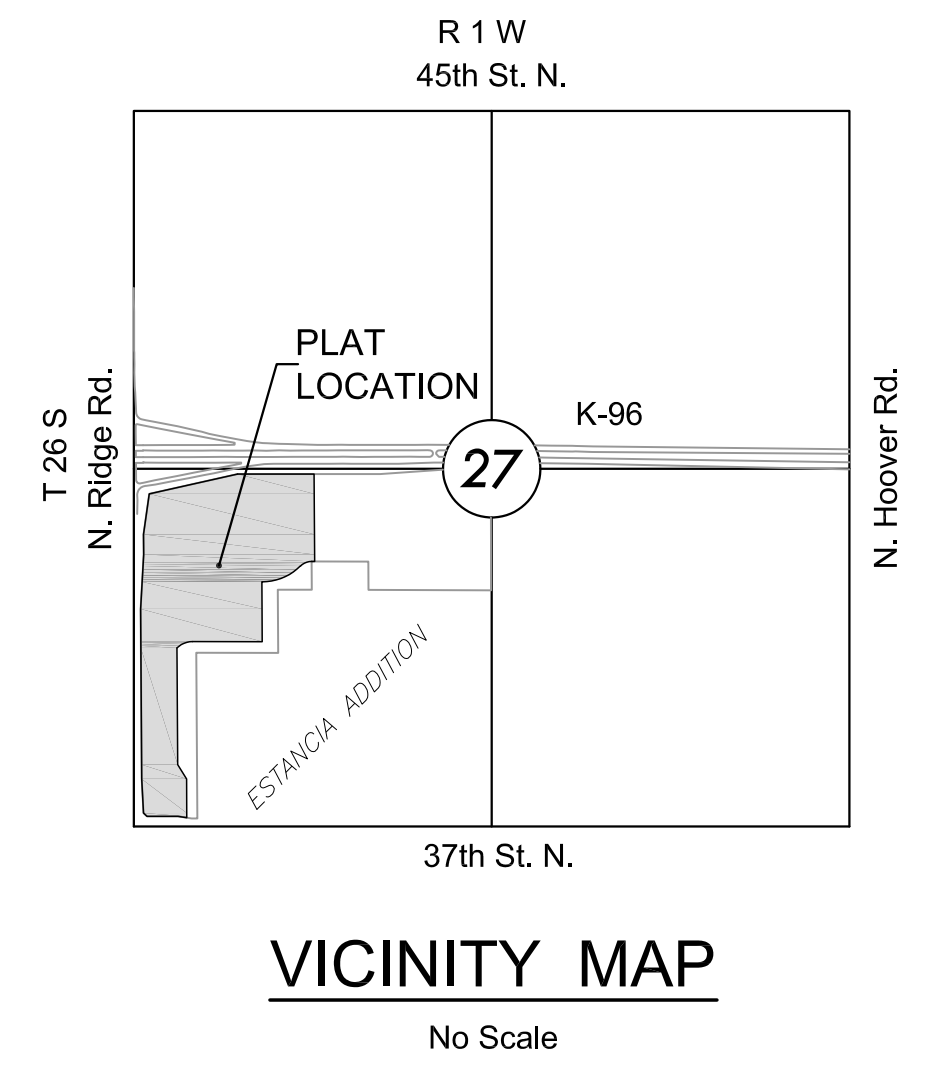 R 1 W
45th St. N.
PLAT
LOCATION
K-96
T 26 S
N. Ridge Rd.
27
N. Hoover Rd.
ESTANCIA ADDITION
37th St. N.
VICINITY MAP
No Scale